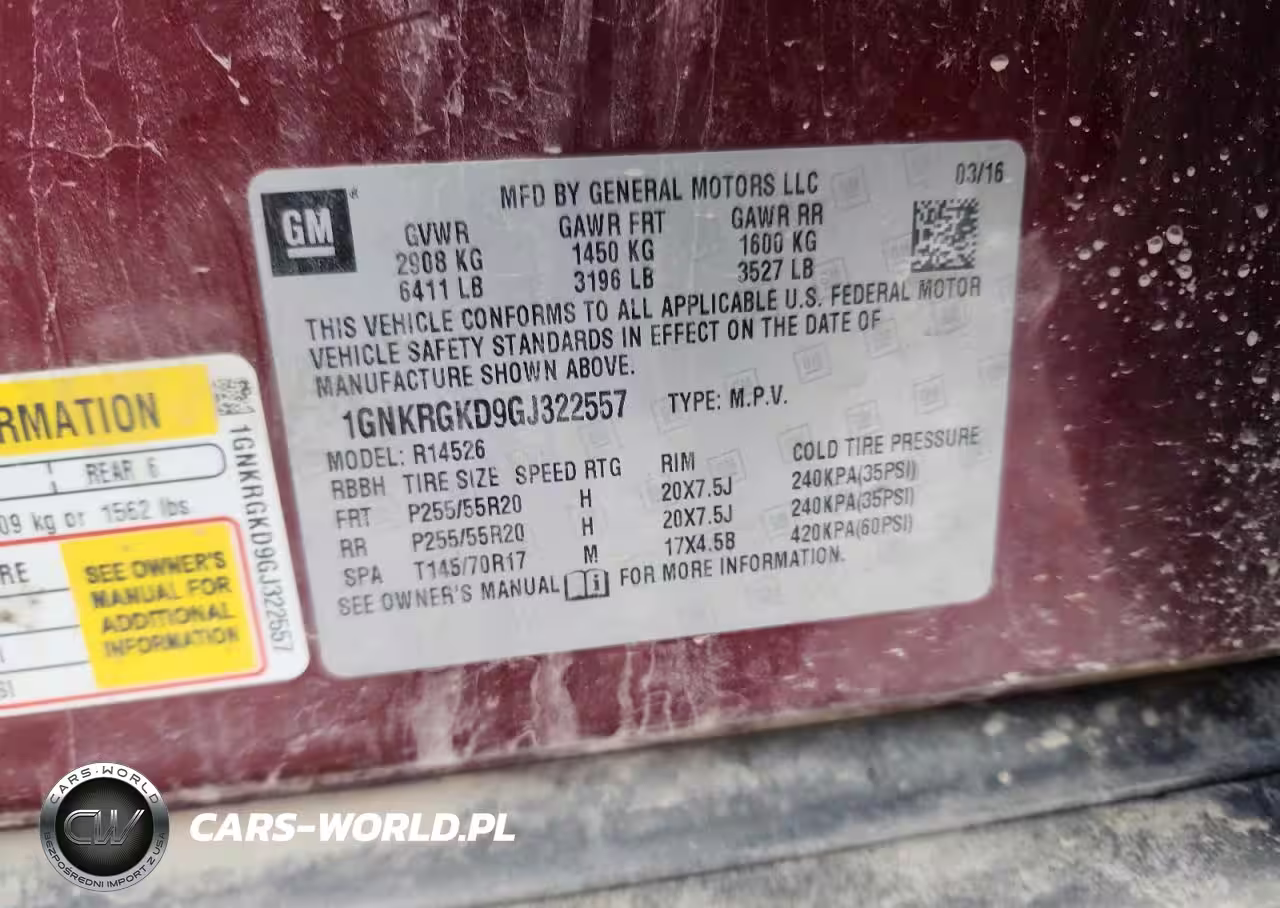 GM
®
MFD BY GENERAL MOTORS LLC
03/16
GVWR GAWR FRT GAWR RR
2908 KG 1450 KG 1600 KG
6411 LB 3196 LB 3527 LB
THIS VEHICLE CONFORMS TO ALL APPLICABLE U.S. FEDERAL MOTOR
VEHICLE SAFETY STANDARDS IN EFFECT ON THE DATE OF
MANUFACTURE SHOWN ABOVE.
1GNKRGKD9GJ322557 TYPE: M.P.V.
MODEL: R14526
RBBH TIRE SIZE SPEED RTG RIM COLD TIRE PRESSURE
FRT P255/55R20 H 20X7.5J 240KPA(35PSI)
RR P255/55R20 H 20X7.5J 240KPA(35PSI)
SPA T145/70R17 M 17X4.5B 420KPA(60PSI)
SEE OWNER'S MANUAL FOR MORE INFORMATION.
RMATION
REAR 6
09 kg or 1562 lbs.
RE
SEE OWNER'S
MANUAL FOR
ADDITIONAL
INFORMATION
SI
1GNKRGKD9GJ322557
CARS-WORLD
CW
BEZPOŚREDNI IMPORT Z USA
CARS-WORLD.PL